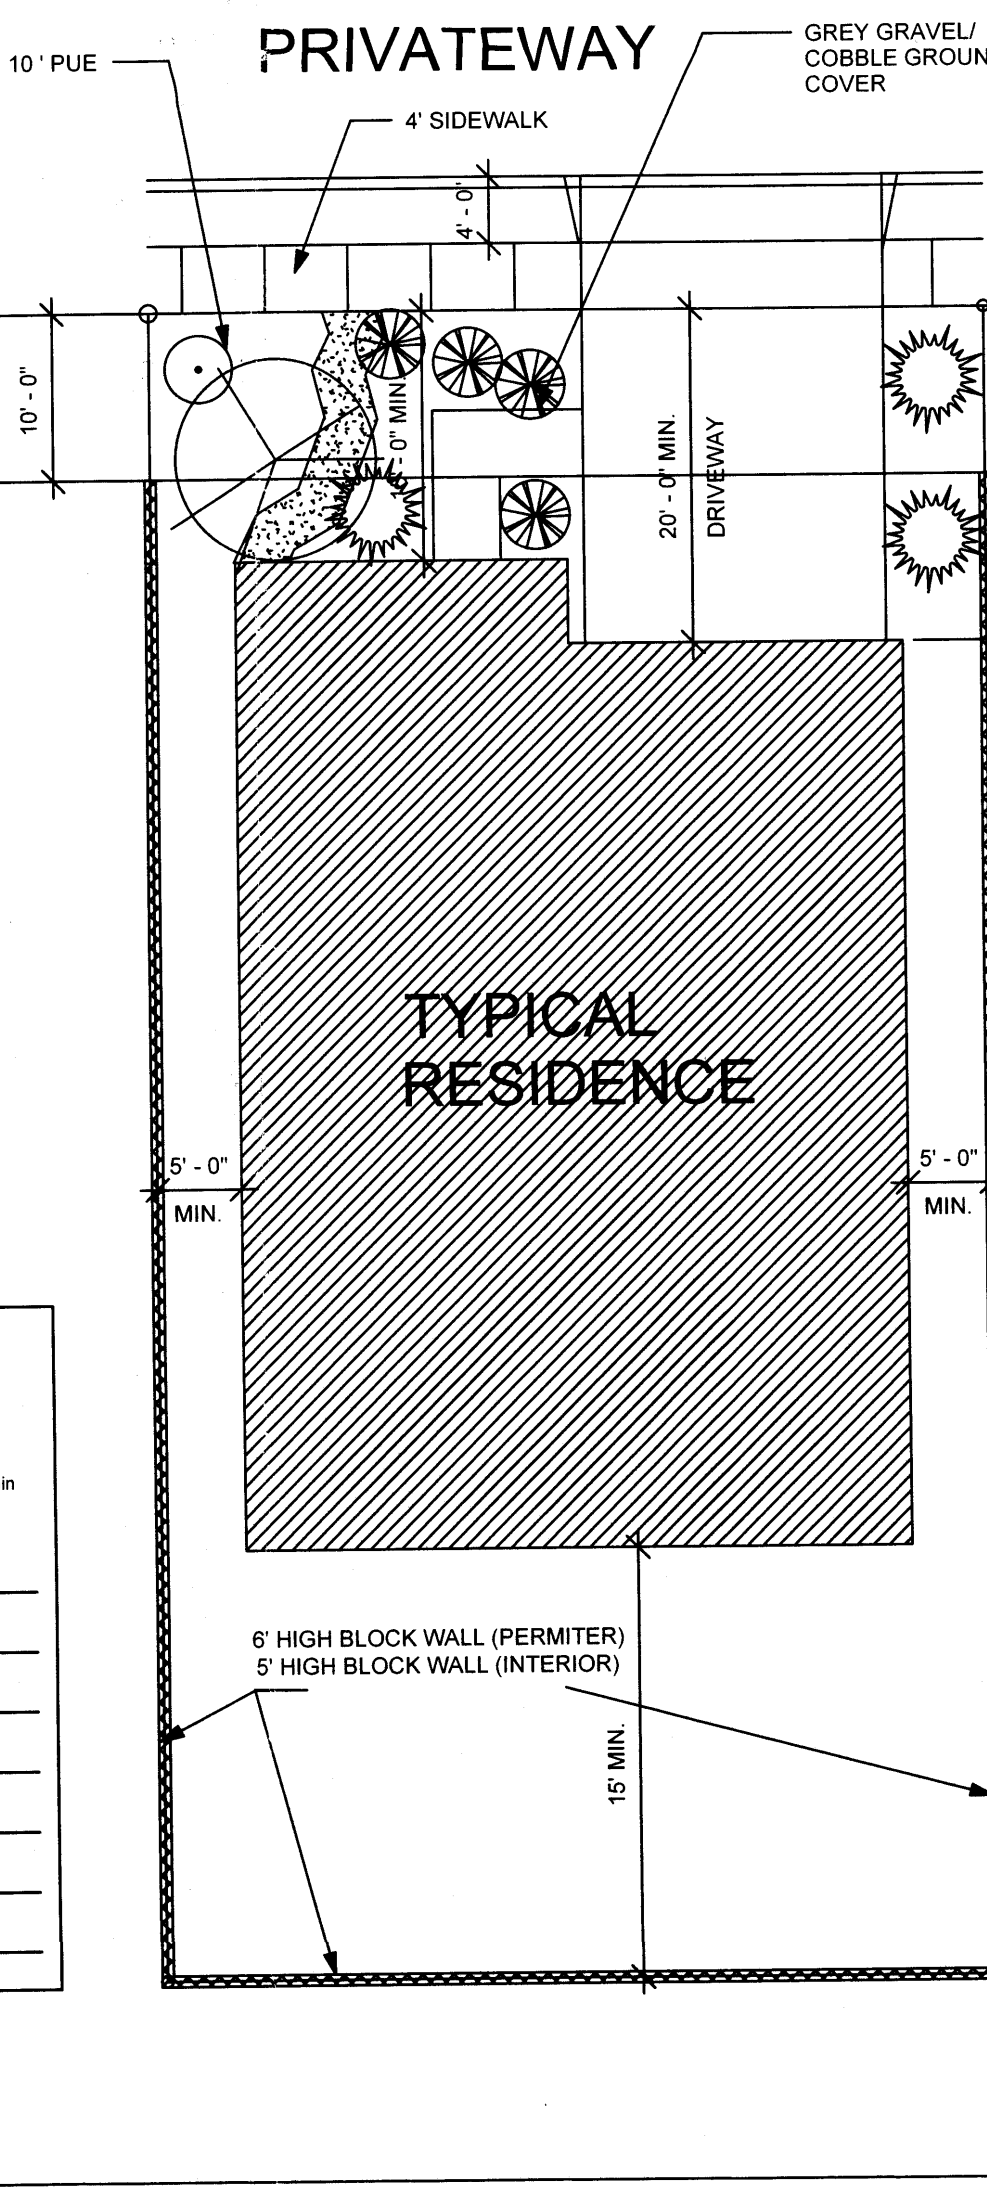 10 ' PUE
PRIVATEWAY
GREY GRAVEL/
COBBLE
COVER
4' SIDEWALK
4' - 0"
10' - 0"
0" MIN.
20' - 0" MIN.
DRIVEWAY
TYPICAL
RESIDENCE
5' - 0"
MIN.
5' - 0"
MIN.
in
6' HIGH BLOCK WALL (PERMITER)
5' HIGH BLOCK WALL (INTERIOR)
15' MIN.